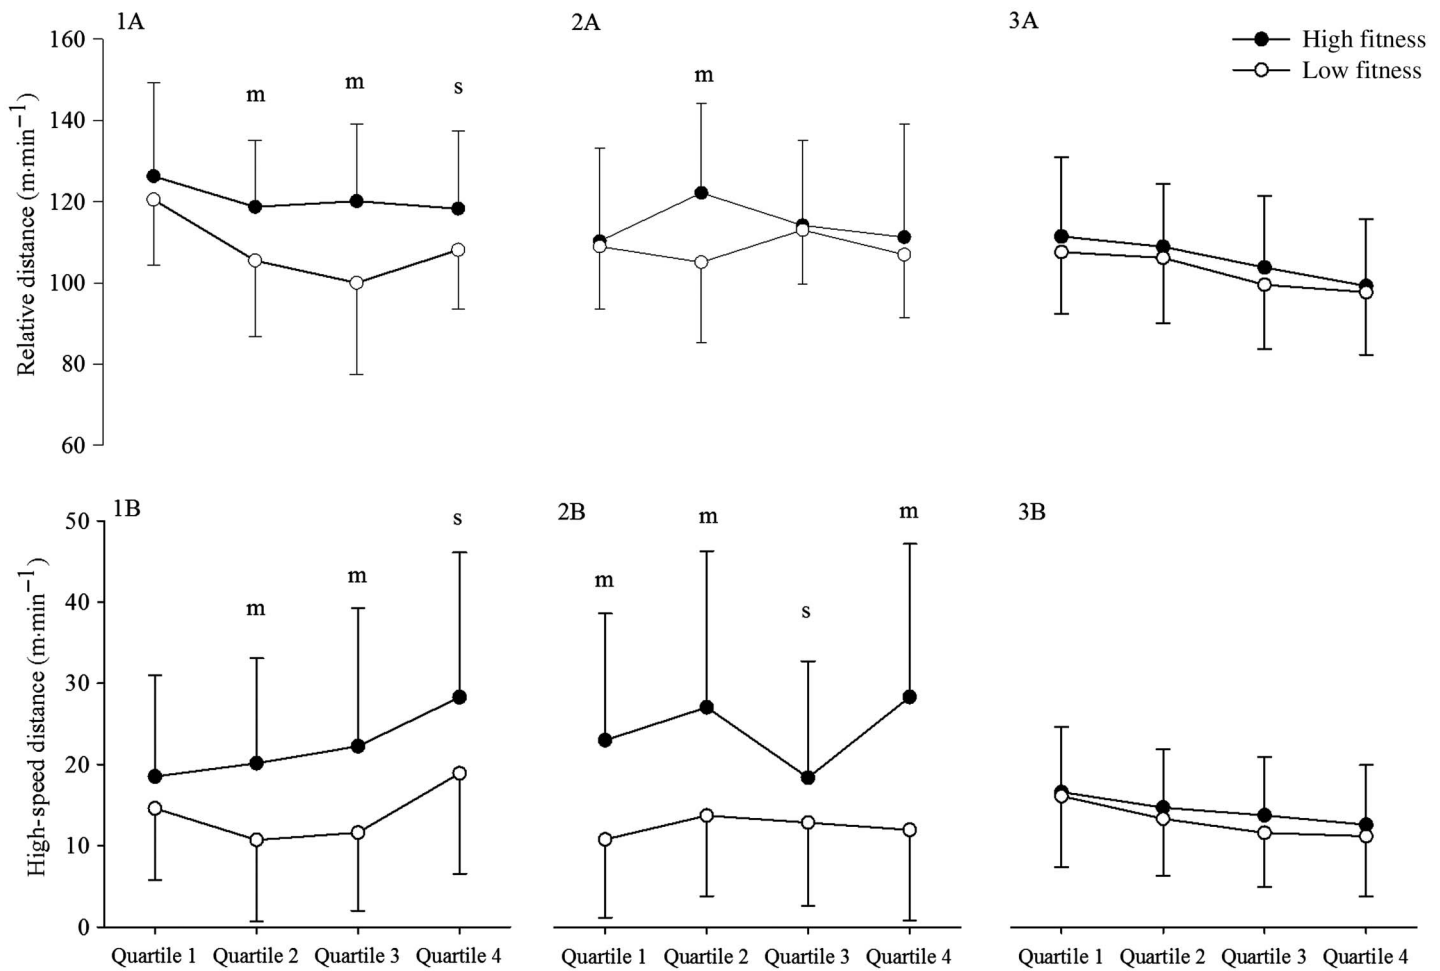 1A
2A
3A
High fitness
Low fitness
Relative distance (m·min−1)
160
140
120
100
80
60
m
m
s
m
1B
2B
3B
High-speed distance (m·min−1)
50
40
30
20
10
0
m
m
s
m
m
s
m
Quartile 1 Quartile 2 Quartile 3 Quartile 4
Quartile 1 Quartile 2 Quartile 3 Quartile 4
Quartile 1 Quartile 2 Quartile 3 Quartile 4